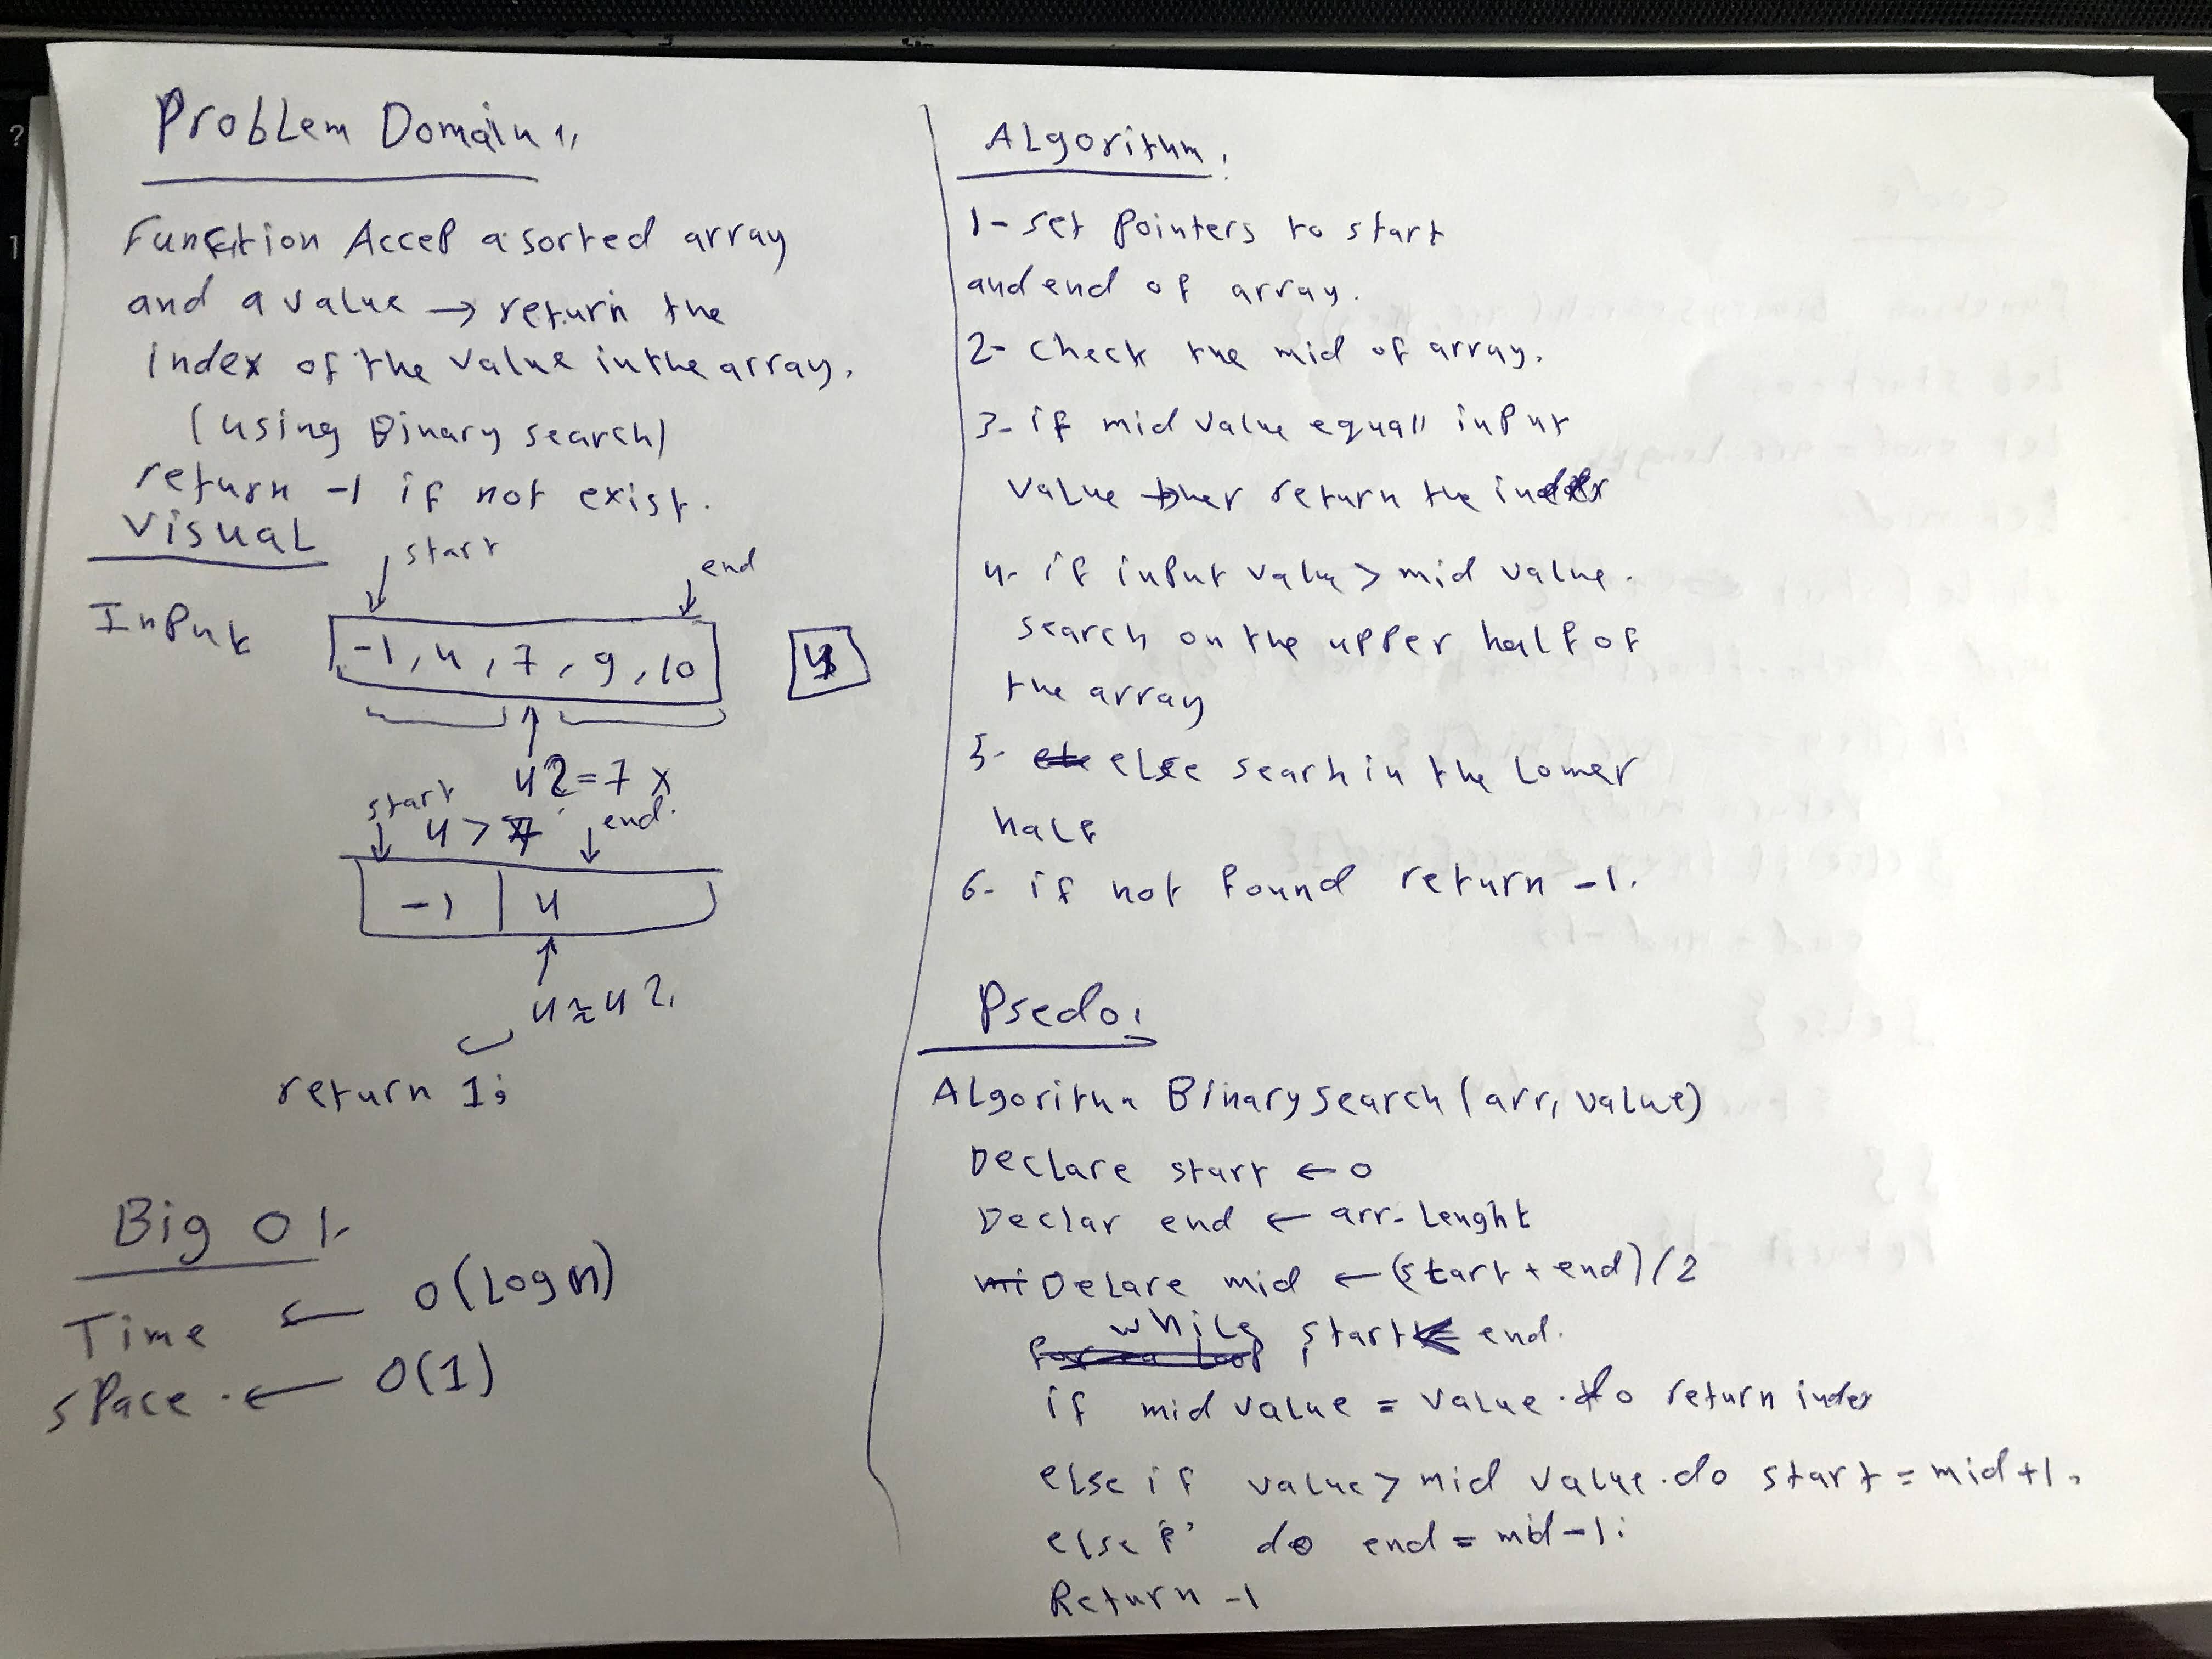 Problem Domain
Function Accep a sorted array
and a value → return the
index of the value in the array.
(using Binary search)
return -1 if not exist.
Visual
start
end
Input
-1, 4, 7, 9, 10
4
4 ?= 7 x
start
4 > 7
end.
-1 | 4
4 = 4 ?
return 1;
Big O
Time ← O(Log n)
Space ← O(1)
Algorithm:
1- set pointers to start
and end of array.
2- check the mid of array.
3- if mid value equall input
value then return the index
4- if input value > mid value.
search on the upper half of
the array
5- else searh in the Lower
half
6- if not found return -1.
Psedo:
Algorithm BinarySearch(arr, value)
Declare start ← 0
Declar end ← arr. Lenght
Delare mid ← (start + end)/2
while start < end.
if mid value = value. do return index
else if value > mid value. do start = mid+1.
else do end = mid-1:
Return -1